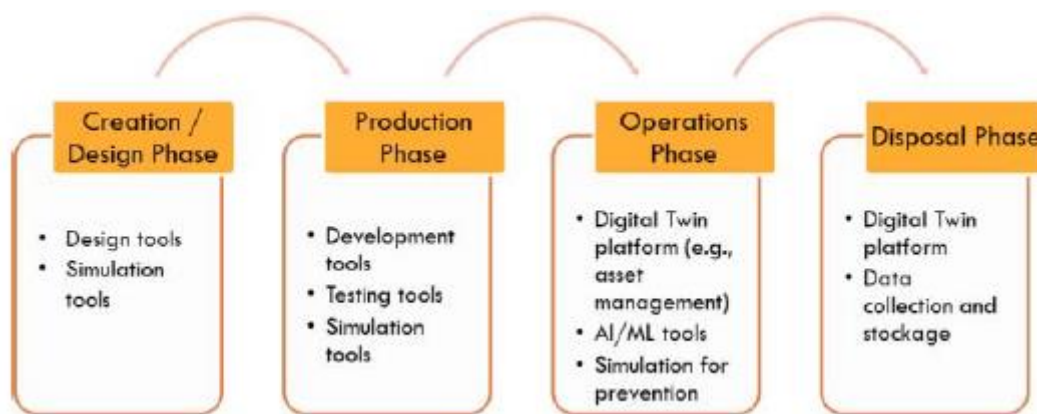 Creation /
Design Phase
• Design tools
• Simulation
tools
Production
Phase
• Development
tools
• Testing tools
• Simulation
tools
Operations
Phase
• Digital Twin
platform (e.g.,
asset
management)
• AI/ML tools
• Simulation for
prevention
Disposal Phase
• Digital Twin
platform
• Data
collection and
stockage